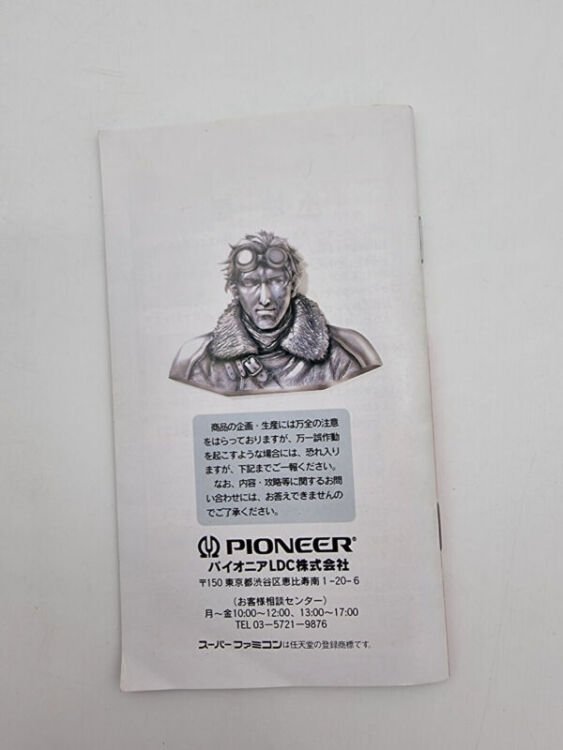 商品の企画・生産には万全の注意
をはらっておりますが、万一誤作動
を起こすような場合には、恐れ入り
ますが、下記までご一報ください。
なお、内容・攻略等に関するお問
い合わせには、お答えできませんの
でご了承ください。
PIONEER®
パイオニアLDC株式会社
〒150 東京都渋谷区恵比寿南1-20-6
(お客様相談センター)
月〜金10:00〜12:00、13:00〜17:00
TEL 03-5721-9876
スーパーファミコンは任天堂の登録商標です。